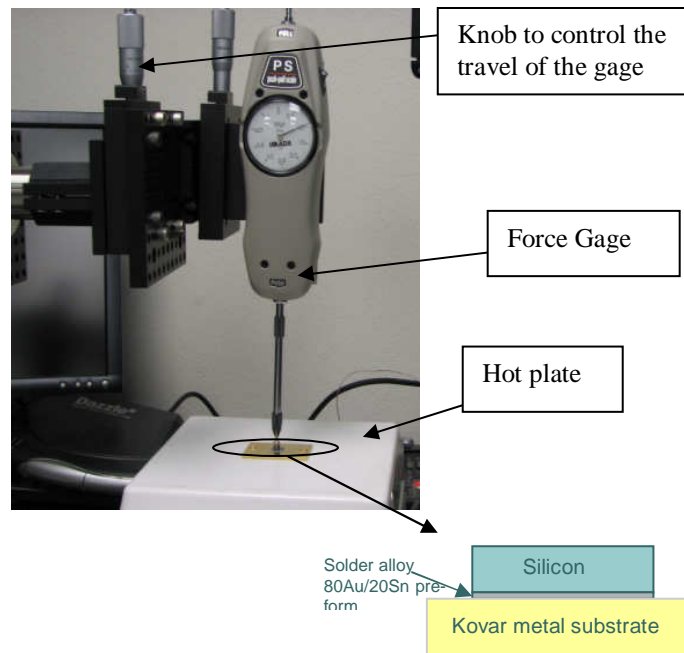 Knob to control the
travel of the gage
PS
Force Gage
Hot plate
Dazzle
Solder alloy
80Au/20Sn pre-
form
Silicon
Kovar metal substrate